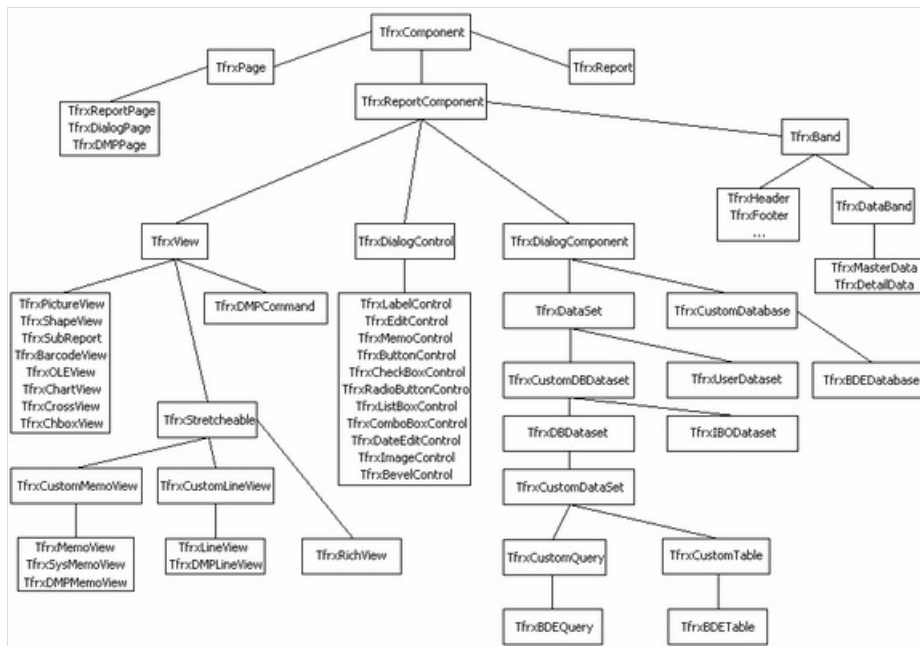 TfrxComponent
TfrxPage
TfrxReport
TfrxReportComponent
TfrxReportPage
TfrxDialogPage
TfrxDMPPage
TfrxBand
TfrxHeader
TfrxFooter
...
TfrxDataBand
TfrxView
TfrxDialogControl
TfrxDialogComponent
TfrxMasterData
TfrxDetailData
TfrxPictureView
TfrxShapeView
TfrxSubReport
TfrxBarcodeView
TfrxOLEView
TfrxChartView
TfrxCrossView
TfrxChboxView
TfrxDMPCommand
TfrxLabelControl
TfrxEditControl
TfrxMemoControl
TfrxButtonControl
TfrxCheckBoxControl
TfrxRadioButtonContro
TfrxListBoxControl
TfrxComboBoxControl
TfrxDateEditControl
TfrxImageControl
TfrxBevelControl
TfrxDataSet
TfrxCustomDatabase
TfrxCustomDBDataset
TfrxUserDataset
TfrxBDEDatabase
TfrxStretcheable
TfrxDBDataset
TfrxIBODataset
TfrxCustomMemoView
TfrxCustomLineView
TfrxCustomDataSet
TfrxMemoView
TfrxSysMemoView
TfrxDMPMemoView
TfrxLineView
TfrxDMPLineView
TfrxRichView
TfrxCustomQuery
TfrxCustomTable
TfrxBDEQuery
TfrxBDETable